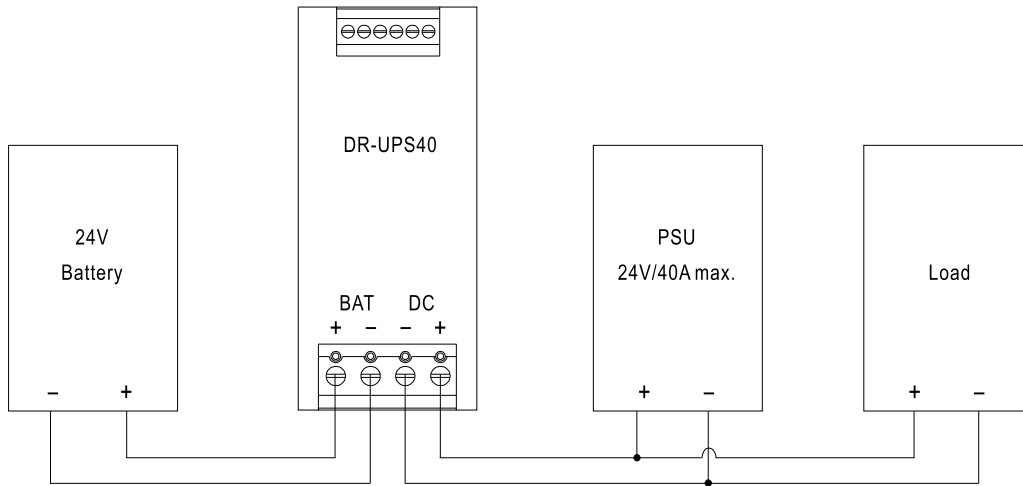 DR-UPS40
24V
Battery
PSU
24V/40A max.
Load
BAT DC
+ – – +
– +
+ –
+ –